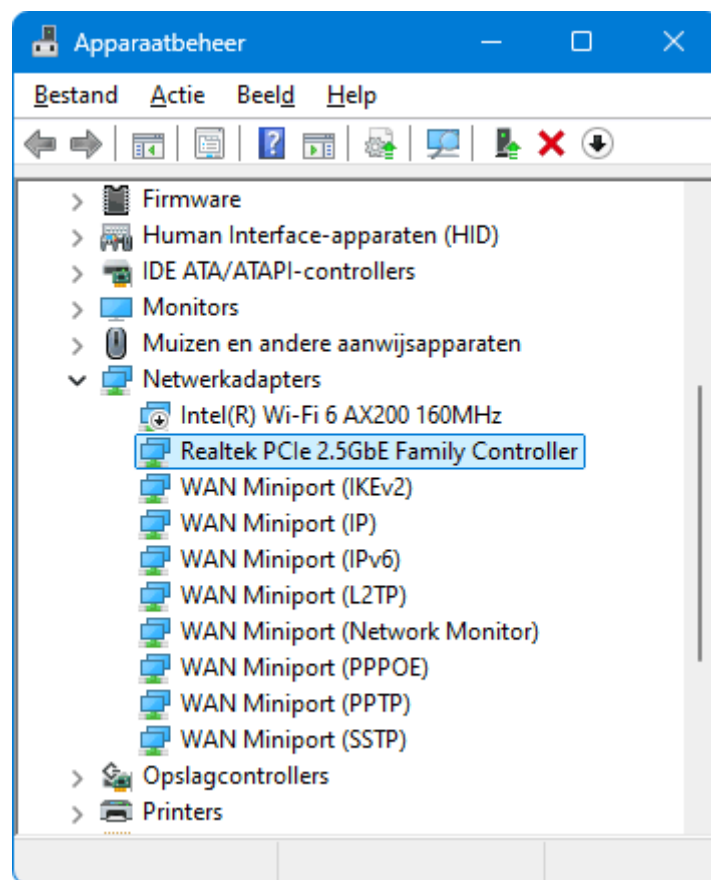 Apparaatbeheer
Bestand Actie Beeld Help
Firmware
Human Interface-apparaten (HID)
IDE ATA/ATAPI-controllers
Monitors
Muizen en andere aanwijsapparaten
Netwerkadapters
Intel(R) Wi-Fi 6 AX200 160MHz
Realtek PCIe 2.5GbE Family Controller
WAN Miniport (IKEv2)
WAN Miniport (IP)
WAN Miniport (IPv6)
WAN Miniport (L2TP)
WAN Miniport (Network Monitor)
WAN Miniport (PPPOE)
WAN Miniport (PPTP)
WAN Miniport (SSTP)
Opslagcontrollers
Printers